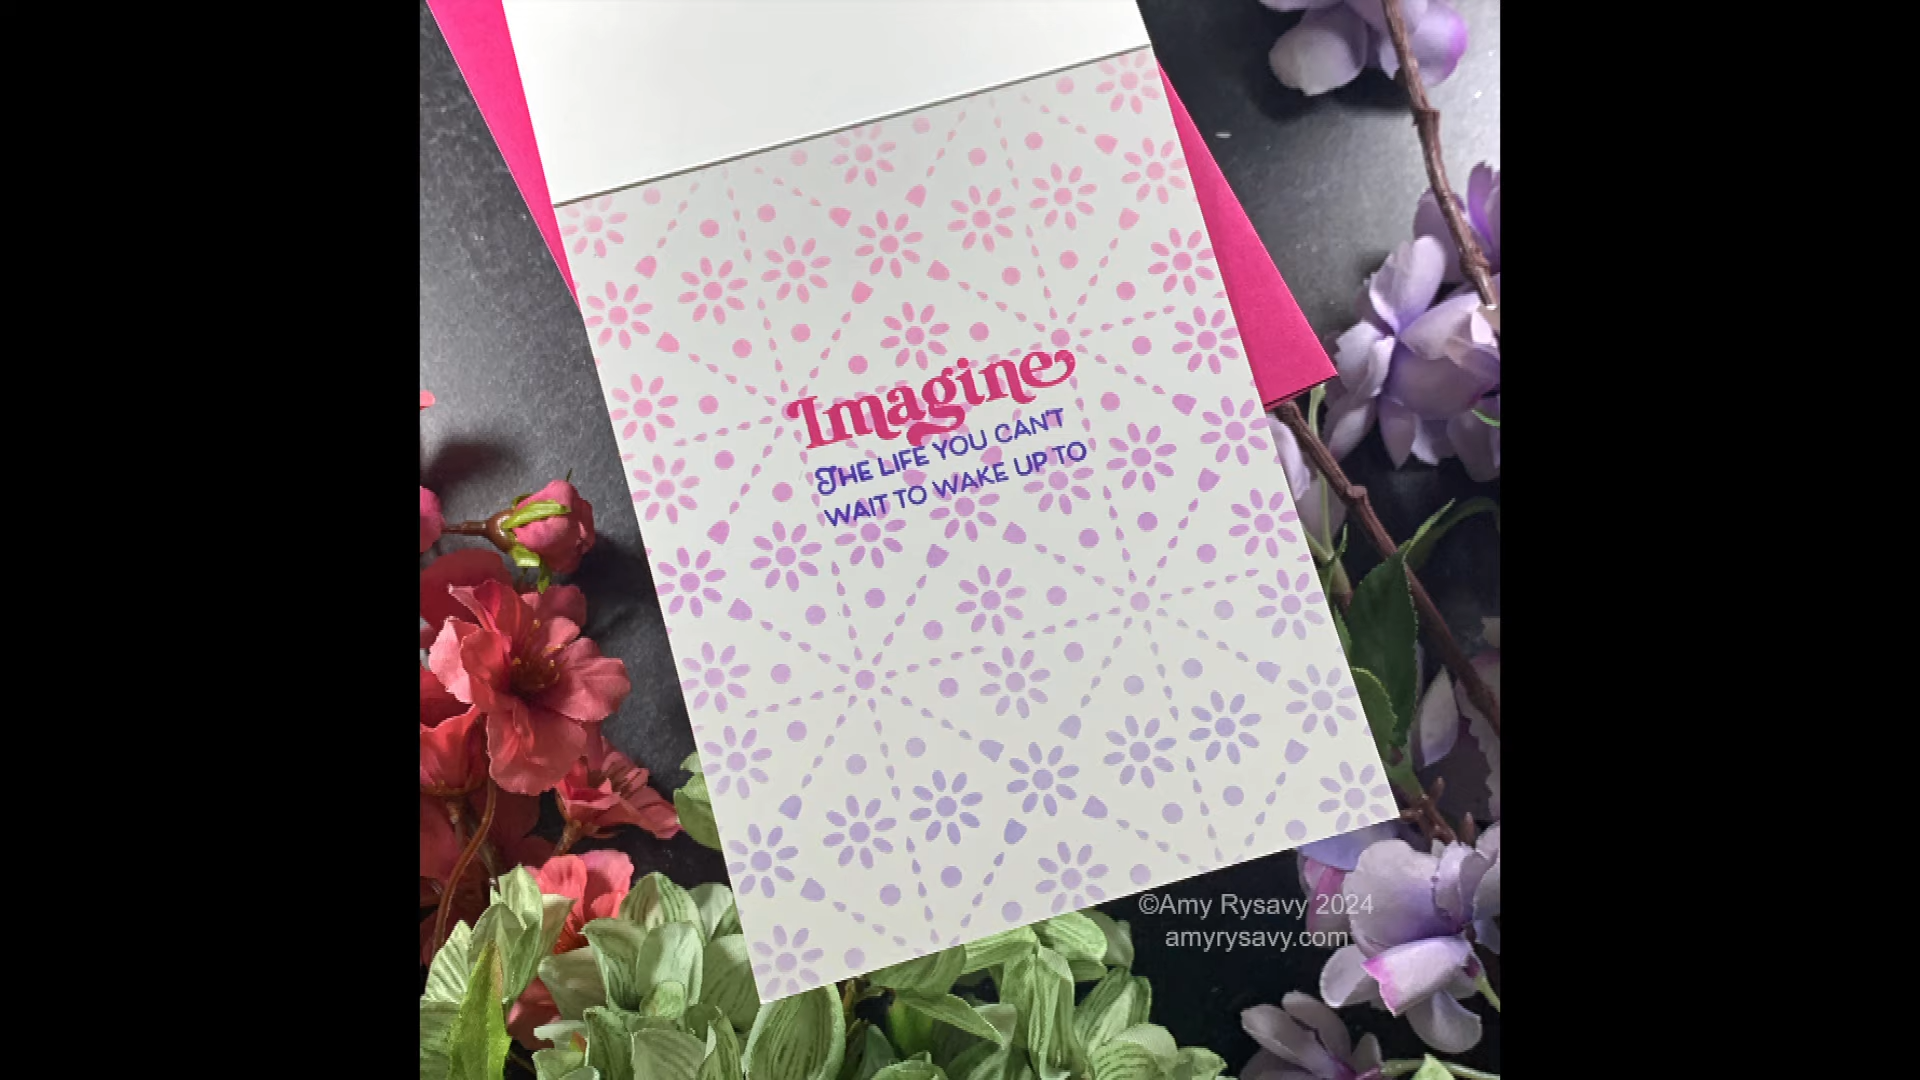 Imagine
THE LIFE YOU CAN'T
WAIT TO WAKE UP TO
©Amy Rysavy 2024
amyrysavy.com